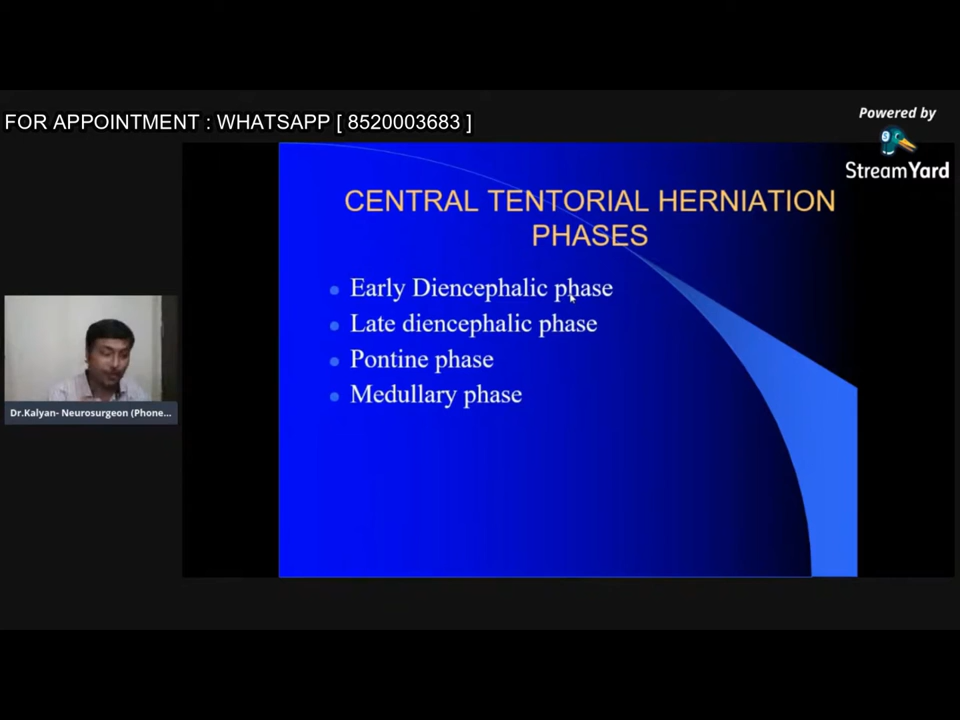 FOR APPOINTMENT : WHATSAPP [ 8520003683 ]
Powered by
StreamYard
CENTRAL TENTORIAL HERNIATION
PHASES
Early Diencephalic phase
Late diencephalic phase
Pontine phase
Medullary phase
Dr.Kalyan- Neurosurgeon (Phone...